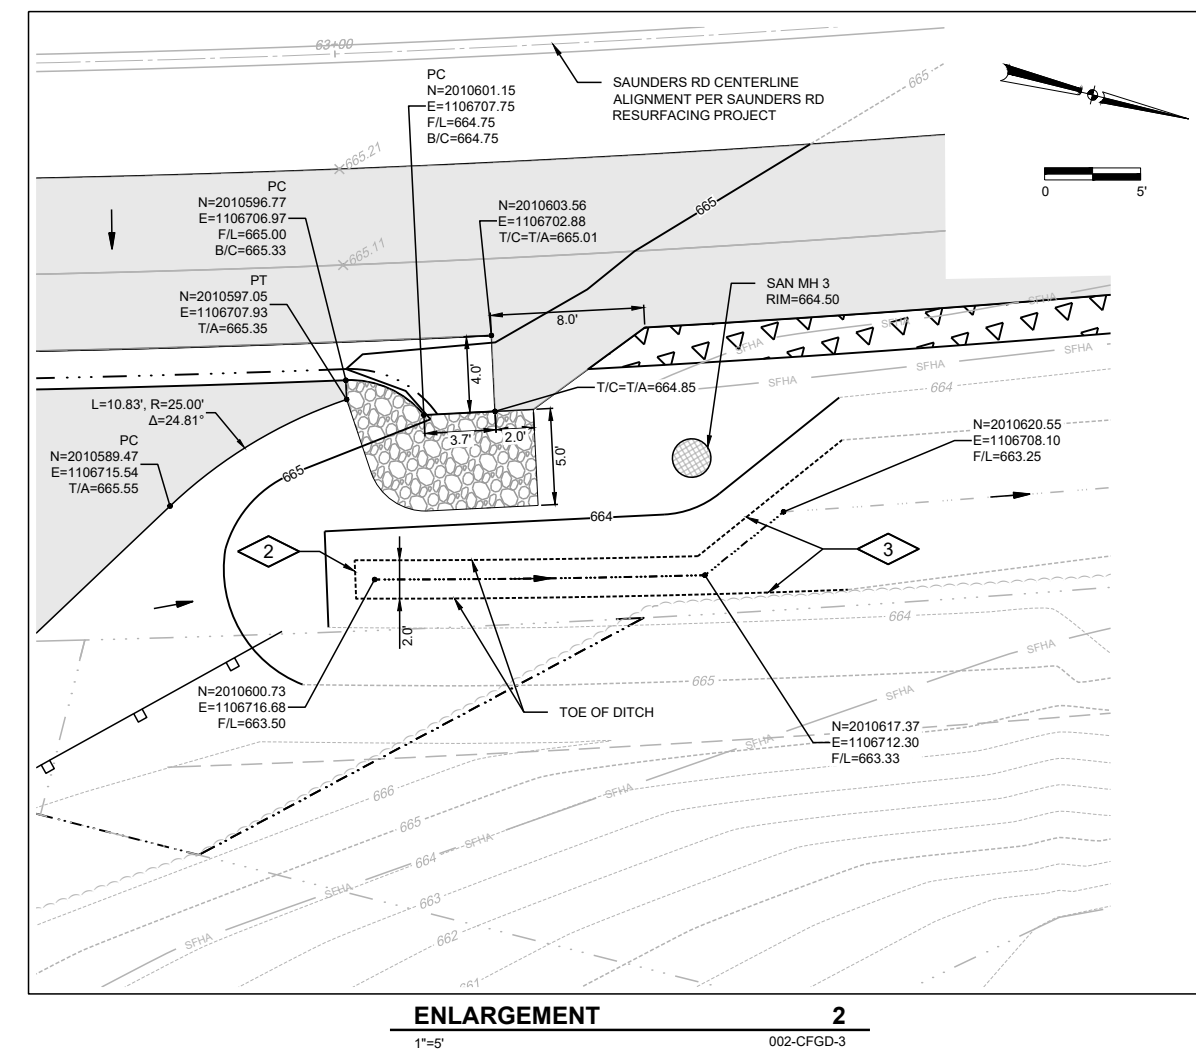 63+00
665
SAUNDERS RD CENTERLINE
ALIGNMENT PER SAUNDERS RD
RESURFACING PROJECT
PC
N=2010601.15
E=1106707.75
F/L=664.75
B/C=664.75
0 5'
665.21
PC
N=2010596.77
E=1106706.97
F/L=665.00
B/C=665.33
N=2010603.56
E=1106702.88
T/C=T/A=665.01
665
665.11
PT
N=2010597.05
E=1106707.93
T/A=665.35
SAN MH 3
RIM=664.50
8.0'
SFHA
SFHA
SFHA
SFHA
SFHA
4.0'
T/C=T/A=664.85
664
L=10.83', R=25.00'
Δ=24.81°
PC
N=2010589.47
E=1106715.54
T/A=665.55
3.7'
2.0'
5.0'
N=2010620.55
E=1106708.10
F/L=663.25
665
664
2
3
2.0'
664
SFHA
665
SFHA
N=2010600.73
E=1106716.68
F/L=663.50
TOE OF DITCH
N=2010617.37
E=1106712.30
F/L=663.33
SFHA
666
SFHA
665
SFHA
664
SFHA
663
SFHA
662
661
ENLARGEMENT 2
1"=5' 002-CFGD-3